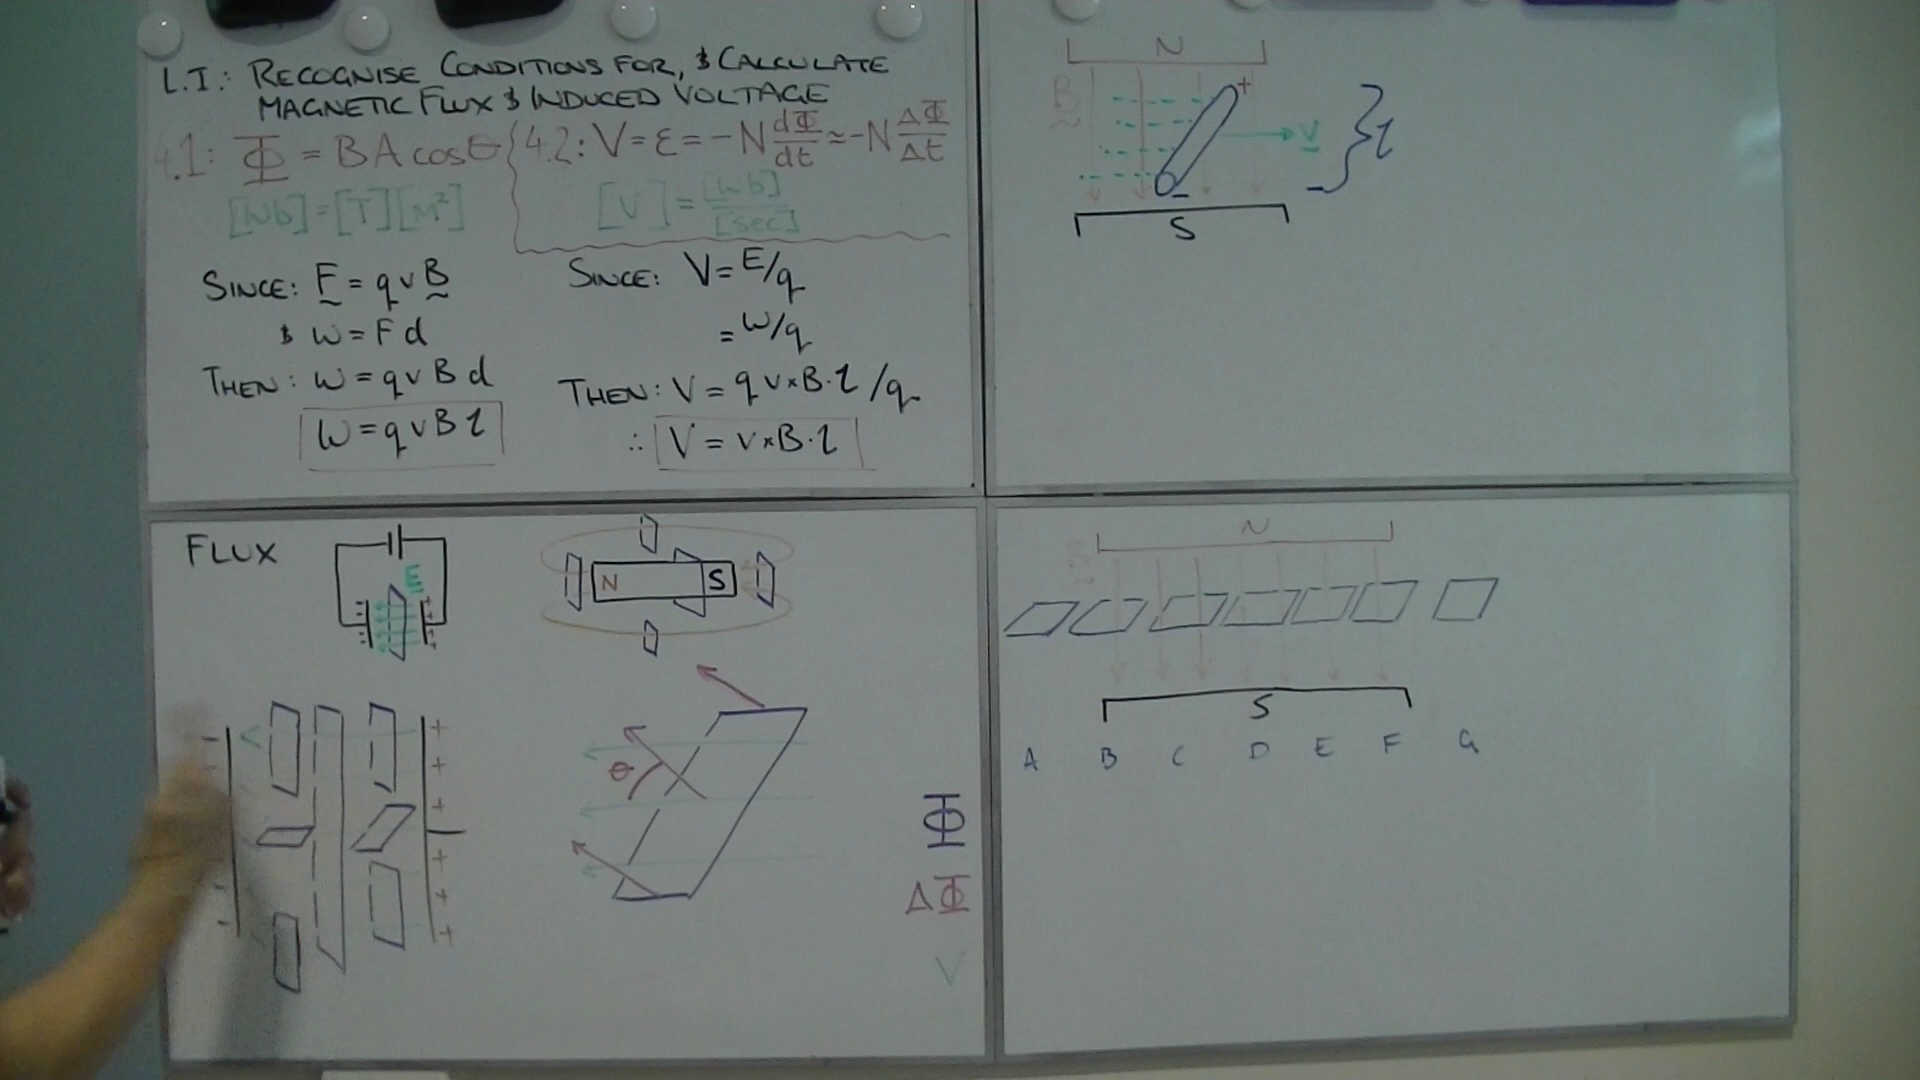 L.I.: RECOGNISE CONDITIONS FOR, & CALCULATE
MAGNETIC FLUX & INDUCED VOLTAGE
4.1: Φ = BA cosθ
[Wb] = [T][M²]
4.2: V = ε = -N dΦ/dt ≈ -N ΔΦ/Δt
[V] = [Wb]/[sec]
SINCE: F = qvB
& W = Fd
THEN: W = qvBd
W = qvBl
SINCE: V = E/q
= W/q
THEN: V = qv×B·l/q
∴ V = v×B·l
N
B
+
v
l
-
-
S
FLUX
E
- +
- +
- +
N S
- +
- +
+
+
- +
- +
+
θ
Φ
ΔΦ
V
N
B
S
A B C D E F G